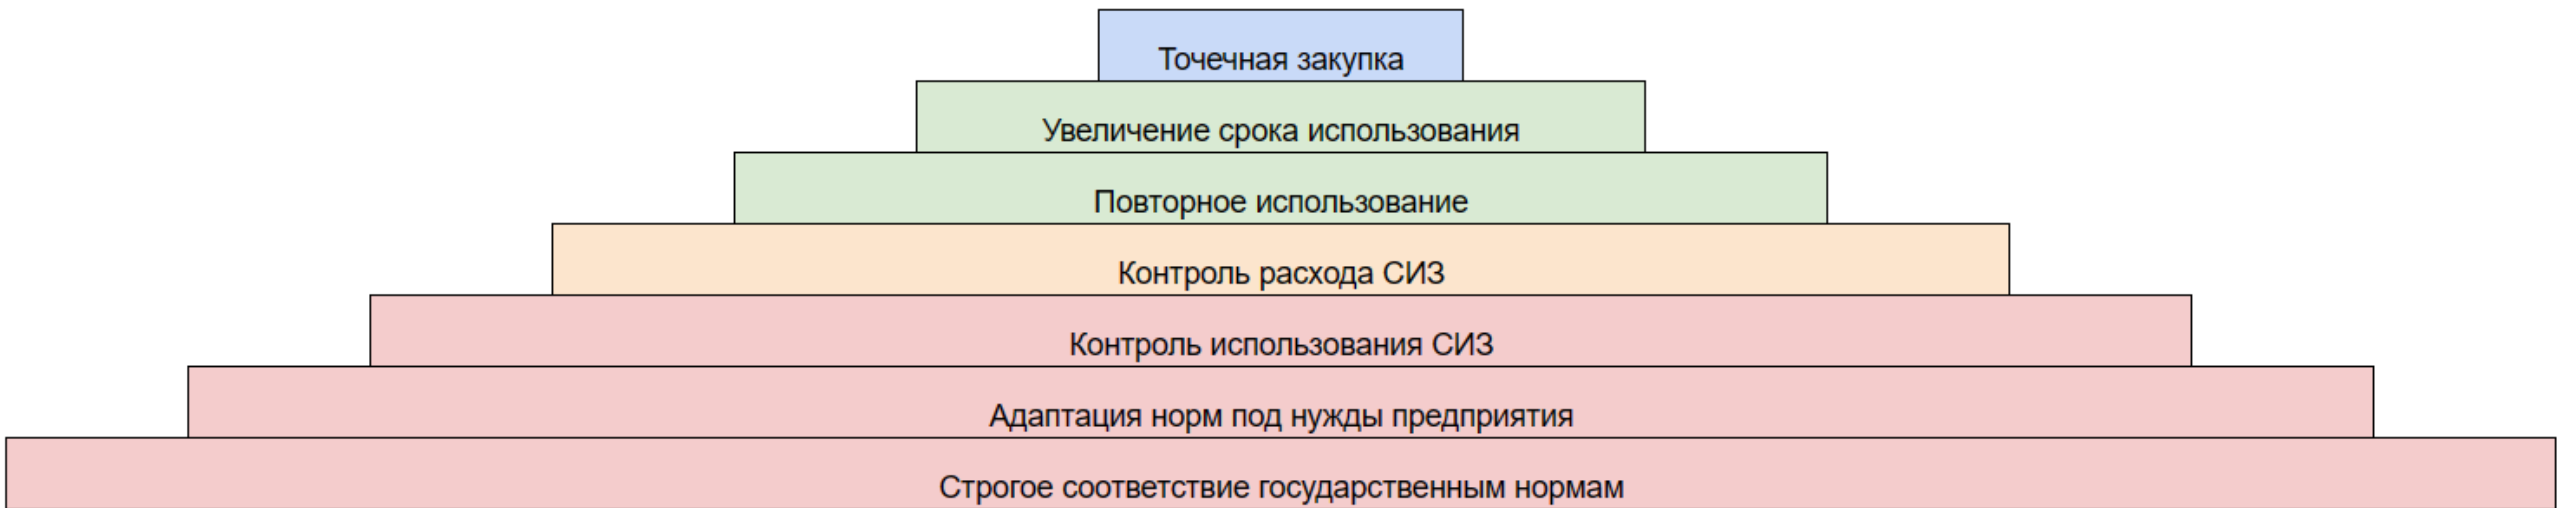 Точечная закупка
Увеличение срока использования
Повторное использование
Контроль расхода СИЗ
Контроль использования СИЗ
Адаптация норм под нужды предприятия
Строгое соответствие государственным нормам